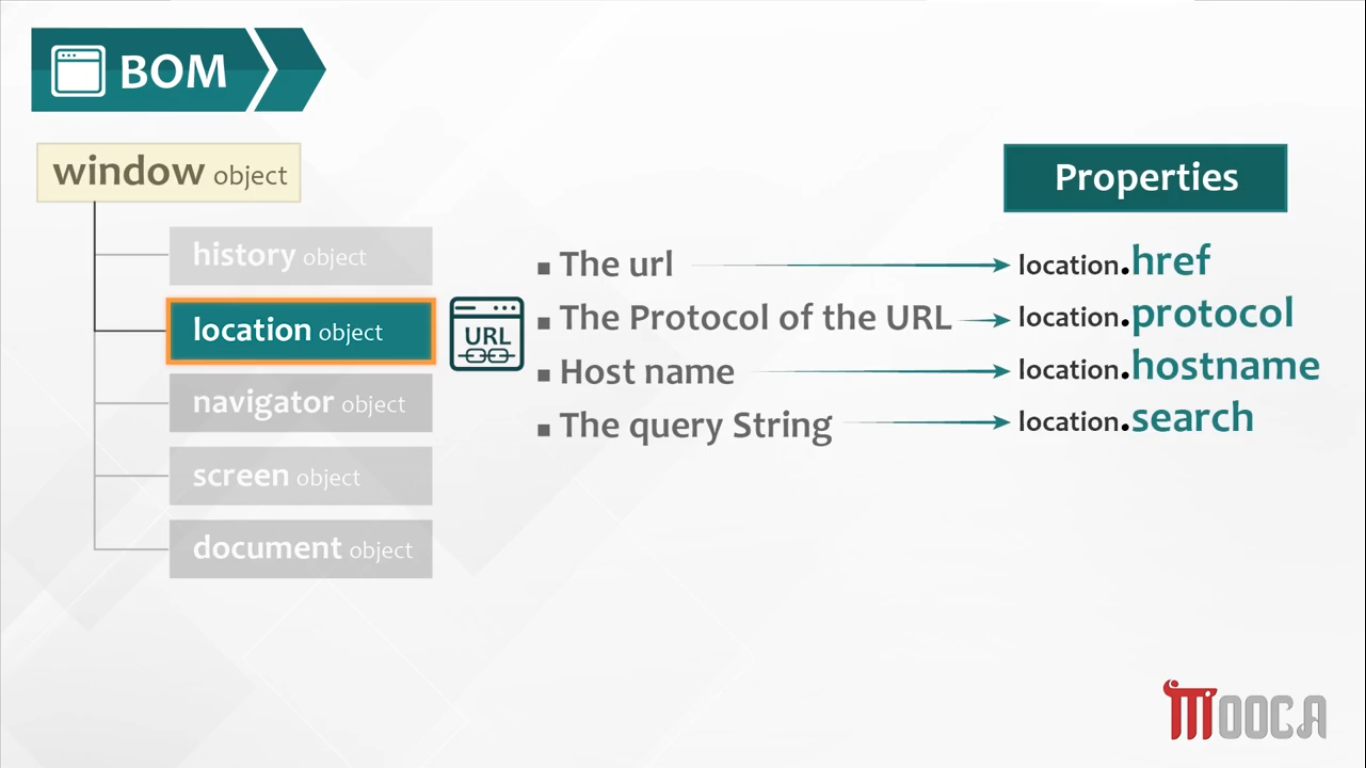 BOM
window object
history object
location object
navigator object
screen object
document object
URL
Properties
The url
location.href
The Protocol of the URL
location.protocol
Host name
location.hostname
The query String
location.search
MOOCA